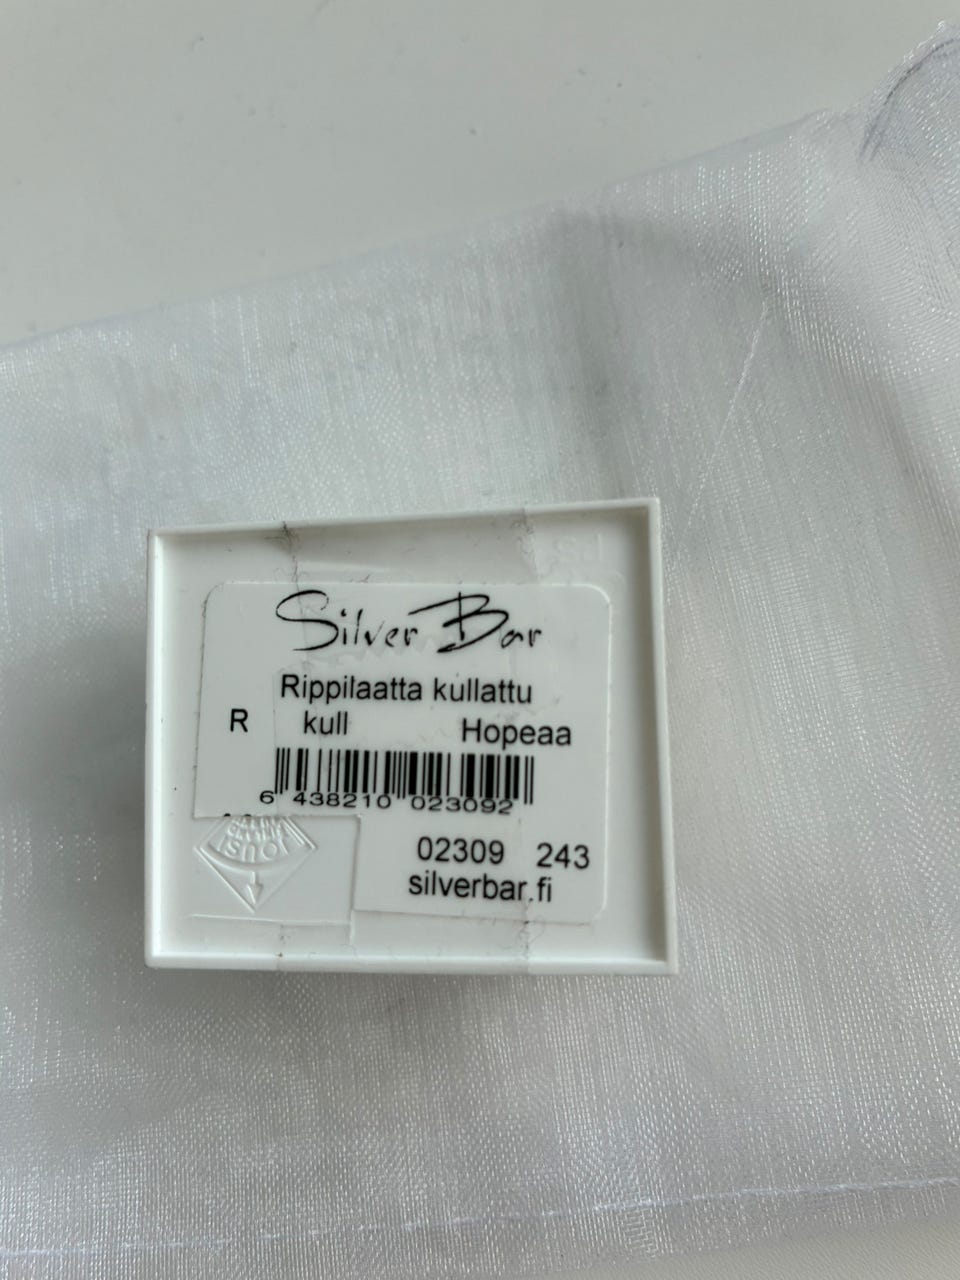 Silver Bar
Rippilaatta kullattu
R kull Hopeaa
6 438210 023092
02309 243
silverbar.fi